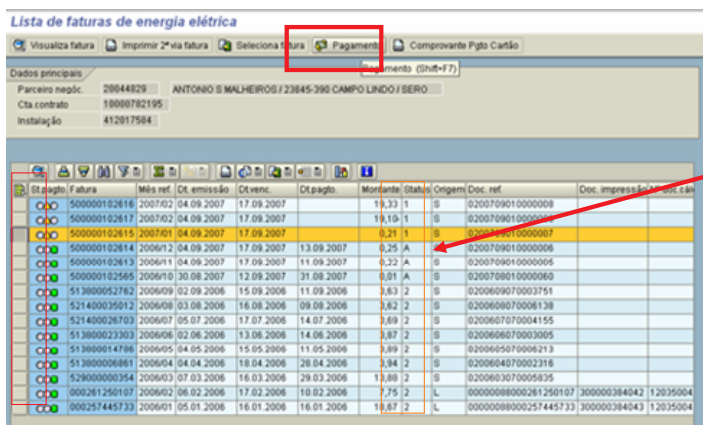 Lista de faturas de energia elétrica
Visualiza fatura Imprimir 2ª via fatura Seleciona fatura Pagamento Comprovante Pgto Cartão
Pagamento (Shift+F7)
Dados principais
Parceiro negóc. 20044829 ANTONIO S MALHEIROS / 23845-390 CAMPO LINDO / SERO
Cta.contrato 10000702195
Instalação 412017584
St.pagto. Fatura Mês ref. Dt. emissão Dt.venc. Dt.pagto. Montante Status Origem Doc. ref. Doc. impressão
500000102616 2007/02 04.09.2007 17.09.2007 19,33 1 S 0200709010000008
500000102617 2007/02 04.09.2007 17.09.2007 19,10- 1 S
500000102615 2007/01 04.09.2007 17.09.2007 0,21 1 S 0200709010000007
500000102614 2006/12 04.09.2007 17.09.2007 13.09.2007 0,25 A S 0200709010000006
500000102613 2006/11 04.09.2007 17.09.2007 11.09.2007 0,22 A S 0200709010000005
500000102565 2006/10 30.08.2007 12.09.2007 31.08.2007 0,01 A S 0200708010000060
513800052762 2006/09 02.09.2006 15.09.2006 11.09.2006 3,63 2 S 0200609070003751
521400035012 2006/08 03.08.2006 16.08.2006 09.08.2006 3,62 2 S 0200608070006138
521400026703 2006/07 05.07.2006 17.07.2006 14.07.2006 3,69 2 S 0200607070004155
513800023303 2006/06 02.06.2006 13.06.2006 14.06.2006 3,87 2 S 0200606070003005
513800014786 2006/05 04.05.2006 15.05.2006 11.05.2006 3,89 2 S 0200605070006213
513800006861 2006/04 04.04.2006 18.04.2006 28.04.2006 3,94 2 S 0200604070002316
529000000354 2006/03 07.03.2006 16.03.2006 29.03.2006 13,88 2 S 0200603070005835
000261250107 2006/02 06.02.2006 17.02.2006 10.02.2006 7,75 2 L 00000088000261250107 300000384042 12035004
000257445733 2006/01 05.01.2006 16.01.2006 16.01.2006 10,67 2 L 00000088000257445733 300000384043 12035004